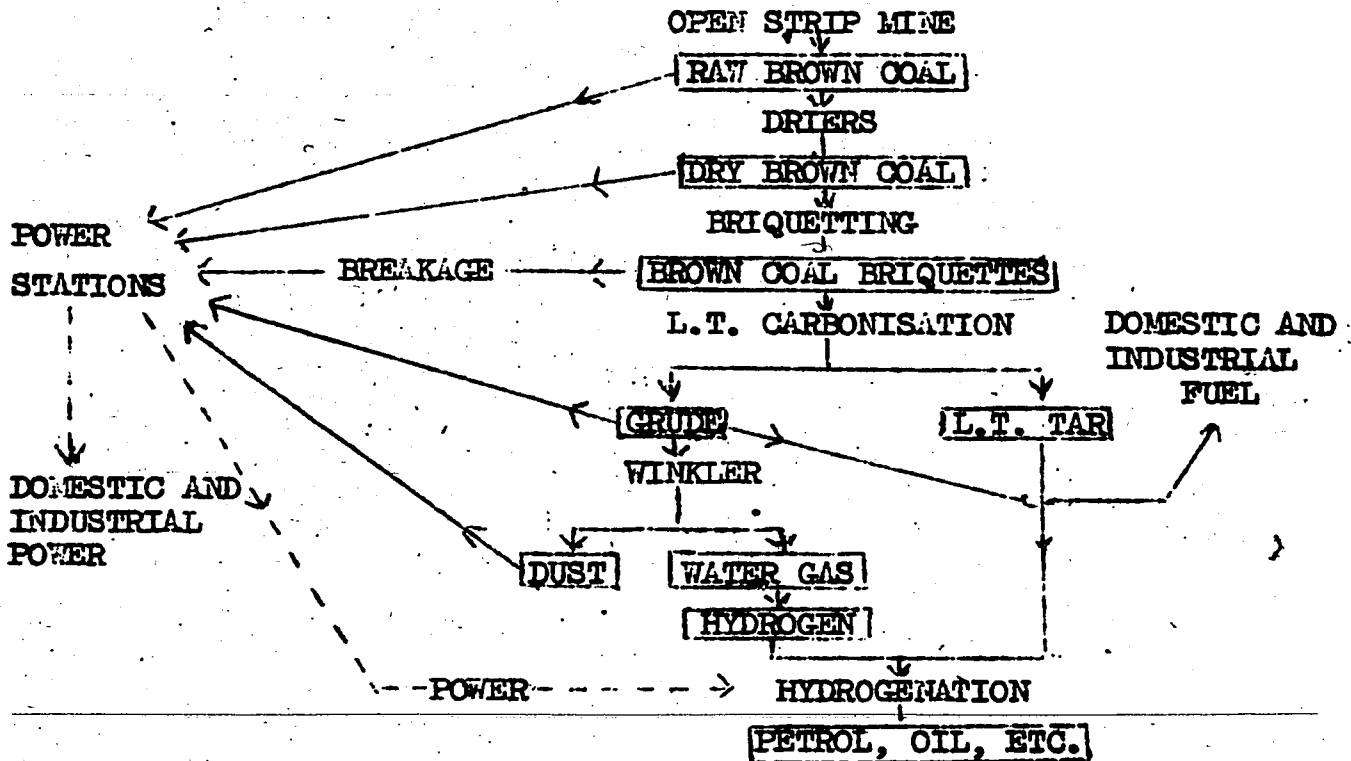 OPEN STRIP MINE
RAW BROWN COAL
DRIERS
DRY BROWN COAL
BRIQUETTING
POWER
STATIONS
BREAKAGE
BROWN COAL BRIQUETTES
L.T. CARBONISATION
DOMESTIC AND
INDUSTRIAL
FUEL
GRUDE
L.T. TAR
WINKLER
DOMESTIC AND
INDUSTRIAL
POWER
DUST
WATER GAS
HYDROGEN
POWER
HYDROGENATION
PETROL, OIL, ETC.